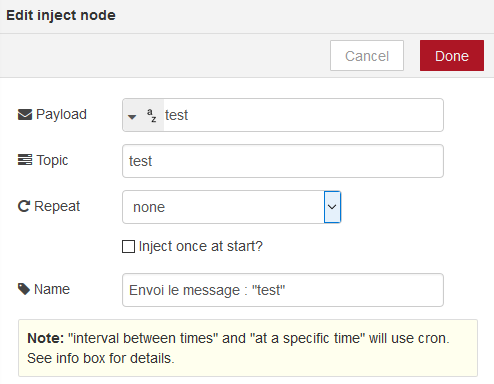 Edit inject node
Cancel Done
Payload az test
Topic test
Repeat none
Inject once at start?
Name Envoi le message : "test"
Note: "interval between times" and "at a specific time" will use cron.
See info box for details.